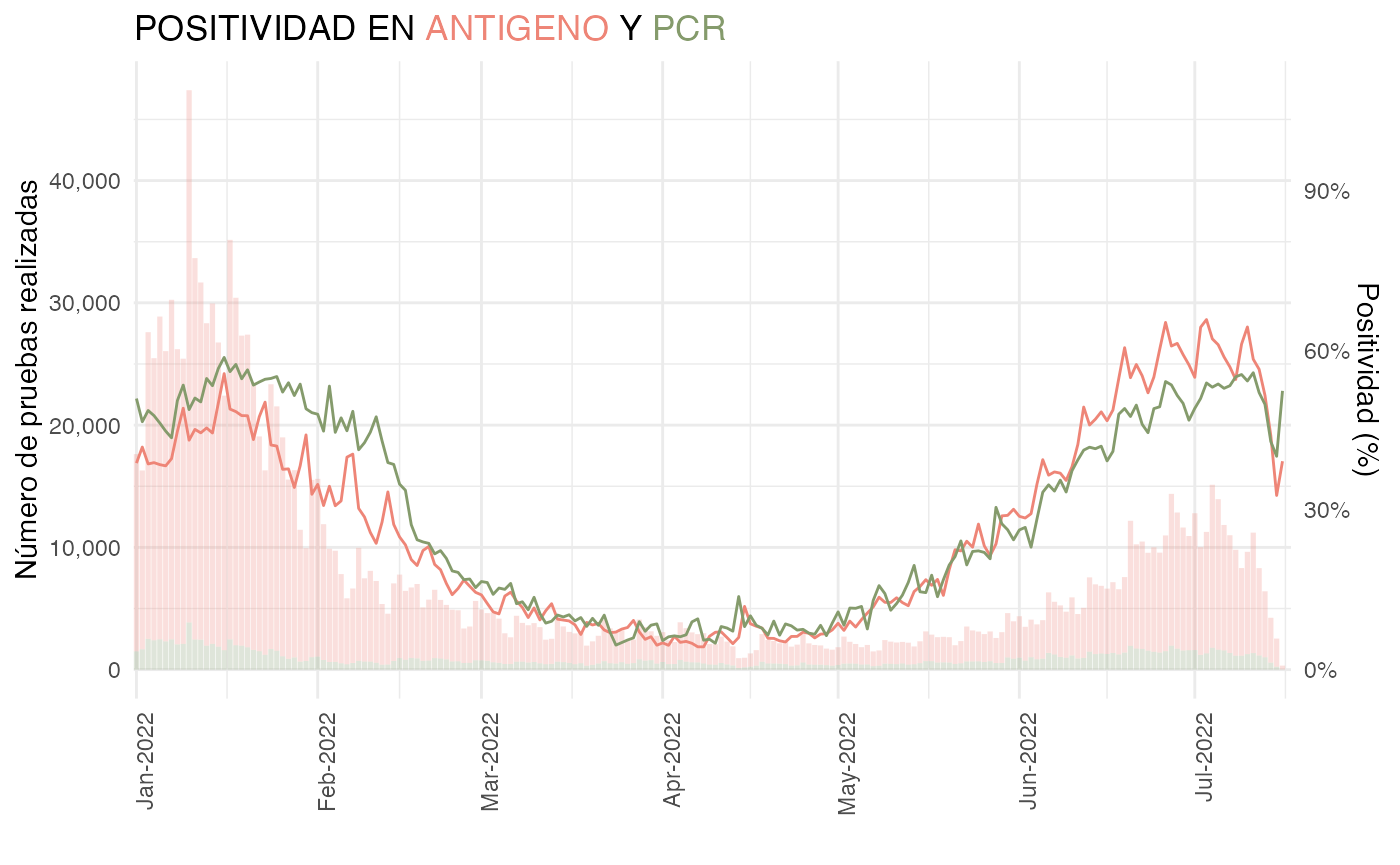 POSITIVIDAD EN ANTIGENO Y PCR
Número de pruebas realizadas
40,000
30,000
20,000
10,000
0
90%
60%
30%
0%
Positividad (%)
Jan-2022
Feb-2022
Mar-2022
Apr-2022
May-2022
Jun-2022
Jul-2022